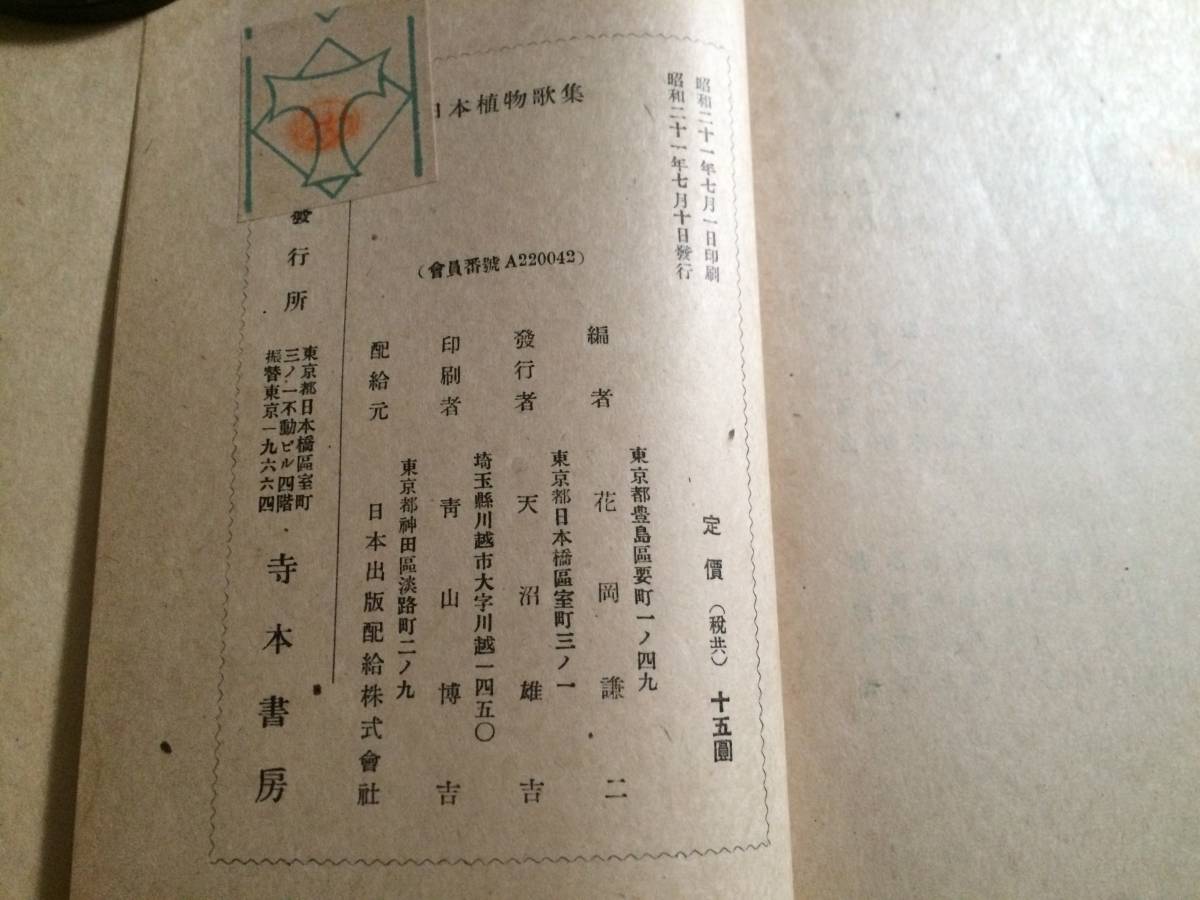 昭和二十一年七月一日印刷
昭和二十一年七月十日發行
定價（稅共）十五圓
日本植物歌集
（會員番號A220042）
東京都豊島區要町一ノ四九
編者 花岡謙二
東京都日本橋區室町三ノ一
發行者 天沼雄吉
埼玉縣川越市大字川越一四五〇
印刷者 靑山博吉
東京都神田區淡路町二ノ九
配給元 日本出版配給株式會社
發行所
東京都日本橋區室町
三ノ一不動ビル四階
振替東京一九六六四
寺本書房